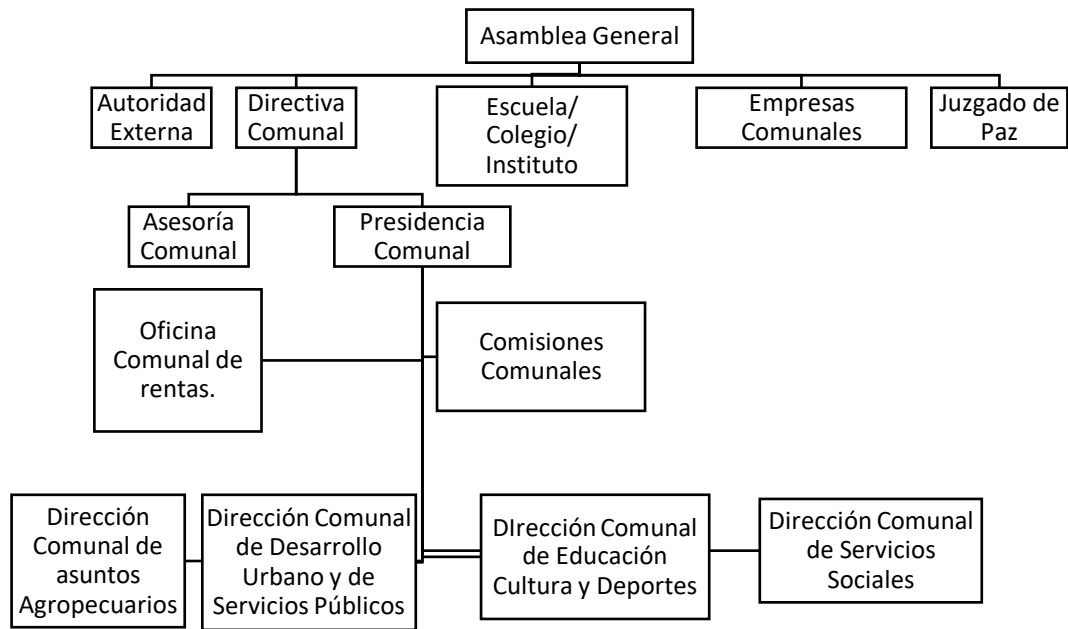 Asamblea General
Autoridad
Externa
Directiva
Comunal
Escuela/
Colegio/
Instituto
Empresas
Comunales
Juzgado de
Paz
Asesoría
Comunal
Presidencia
Comunal
Oficina
Comunal de
rentas.
Comisiones
Comunales
Dirección
Comunal de
asuntos
Agropecuarios
Dirección Comunal
de Desarrollo
Urbano y de
Servicios Públicos
DIrección Comunal
de Educación
Cultura y Deportes
Dirección Comunal
de Servicios
Sociales